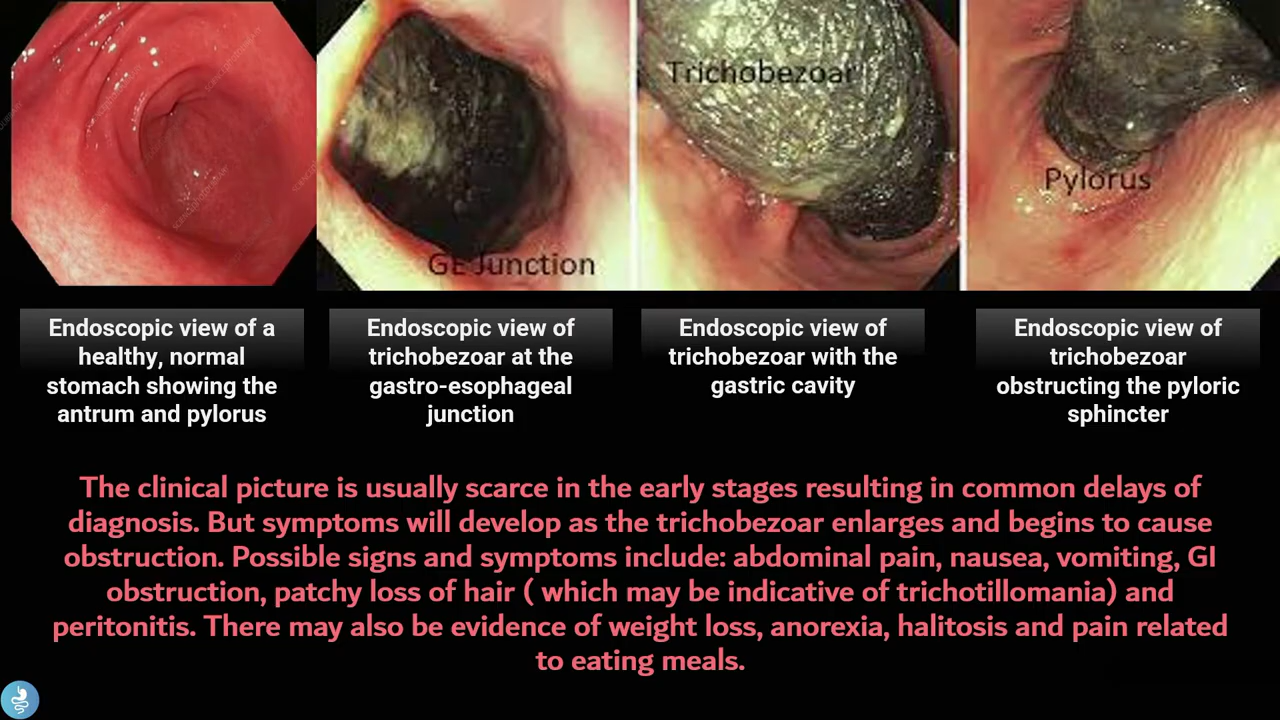 Trichobezoar
Pylorus
GE Junction
Endoscopic view of a
healthy, normal
stomach showing the
antrum and pylorus
Endoscopic view of
trichobezoar at the
gastro-esophageal
junction
Endoscopic view of
trichobezoar with the
gastric cavity
Endoscopic view of
trichobezoar
obstructing the pyloric
sphincter
The clinical picture is usually scarce in the early stages resulting in common delays of
diagnosis. But symptoms will develop as the trichobezoar enlarges and begins to cause
obstruction. Possible signs and symptoms include: abdominal pain, nausea, vomiting, GI
obstruction, patchy loss of hair ( which may be indicative of trichotillomania) and
peritonitis. There may also be evidence of weight loss, anorexia, halitosis and pain related
to eating meals.